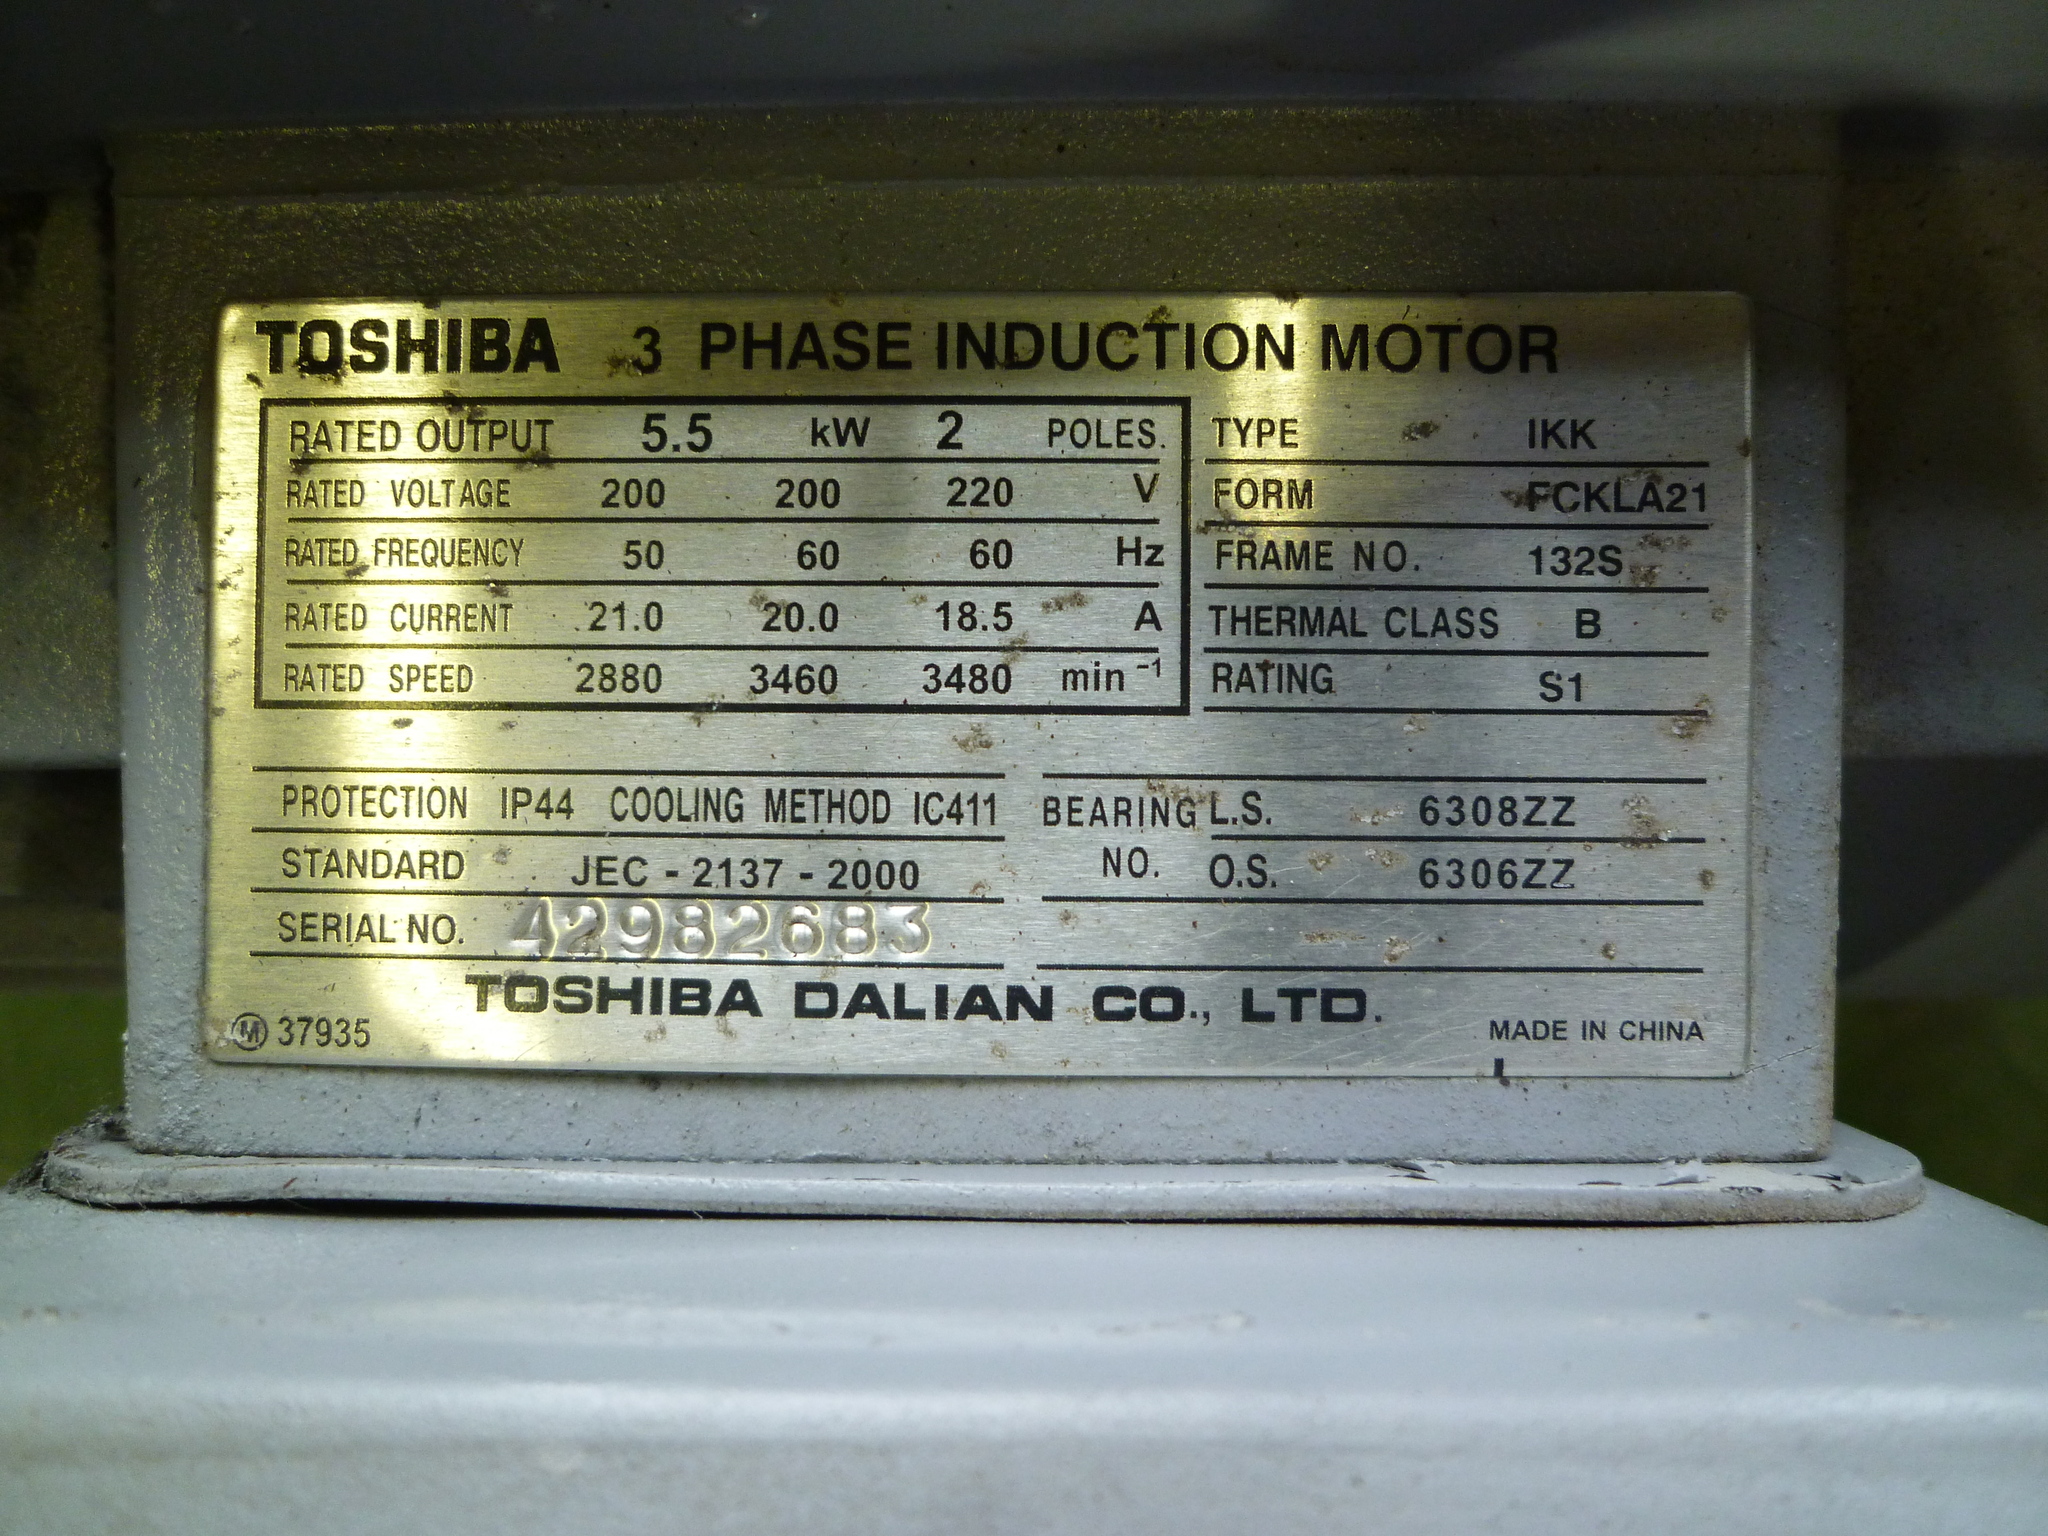 TOSHIBA 3 PHASE INDUCTION MOTOR
RATED OUTPUT 5.5 kW 2 POLES.
RATED VOLTAGE 200 200 220 V
RATED FREQUENCY 50 60 60 Hz
RATED CURRENT 21.0 20.0 18.5 A
RATED SPEED 2880 3460 3480 min⁻¹
TYPE IKK
FORM FCKLA21
FRAME NO. 132S
THERMAL CLASS B
RATING S1
PROTECTION IP44 COOLING METHOD IC411
STANDARD JEC - 2137 - 2000
SERIAL NO. 42982683
BEARING L.S. 6308ZZ
NO. O.S. 6306ZZ
TOSHIBA DALIAN CO., LTD.
Ⓜ 37935
MADE IN CHINA